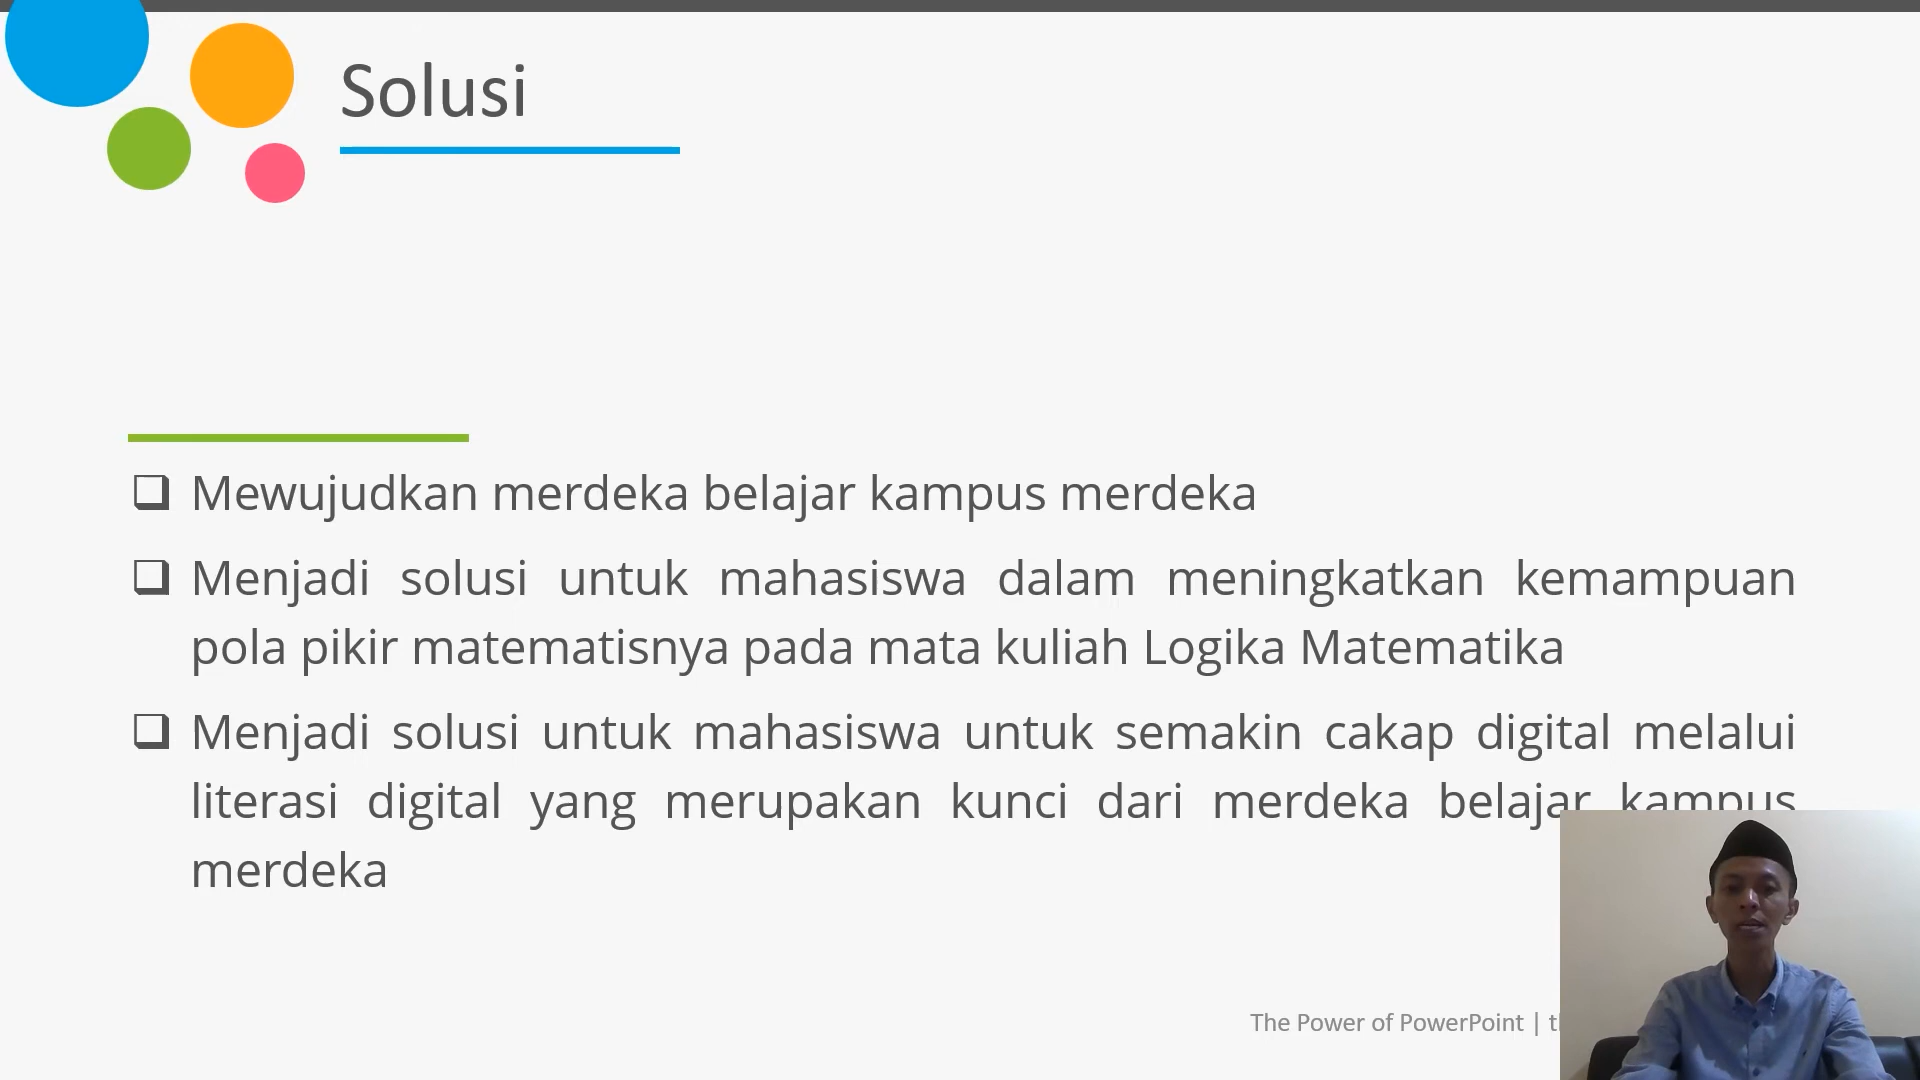 Solusi
Mewujudkan merdeka belajar kampus merdeka
Menjadi solusi untuk mahasiswa dalam meningkatkan kemampuan
pola pikir matematisnya pada mata kuliah Logika Matematika
Menjadi solusi untuk mahasiswa untuk semakin cakap digital melalui
literasi digital yang merupakan kunci dari merdeka belajar kampus
merdeka
The Power of PowerPoint |